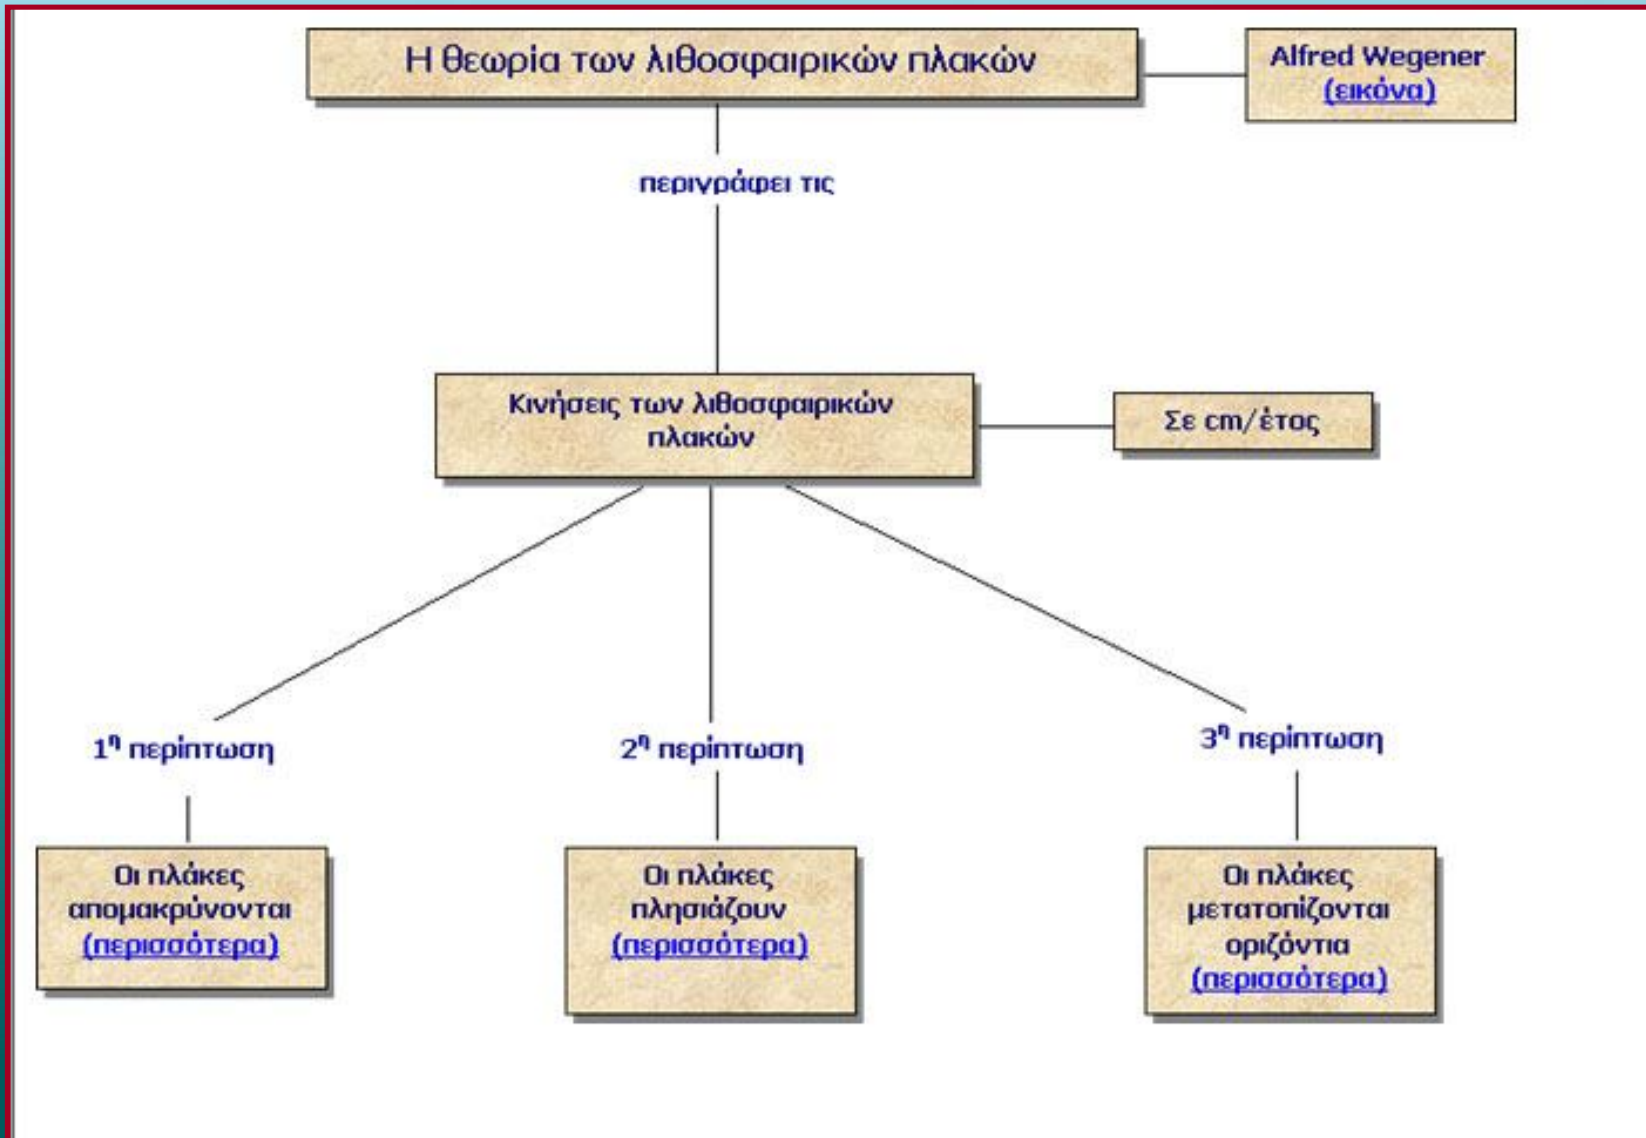 Η θεωρία των λιθοσφαιρικών πλακών
Alfred Wegener
(εικόνα)
περιγράφει τις
Κινήσεις των λιθοσφαιρικών
πλακών
Σε cm/έτος
1η περίπτωση
2η περίπτωση
3η περίπτωση
Οι πλάκες
απομακρύνονται
(περισσότερα)
Οι πλάκες
πλησιάζουν
(περισσότερα)
Οι πλάκες
μετατοπίζονται
οριζόντια
(περισσότερα)